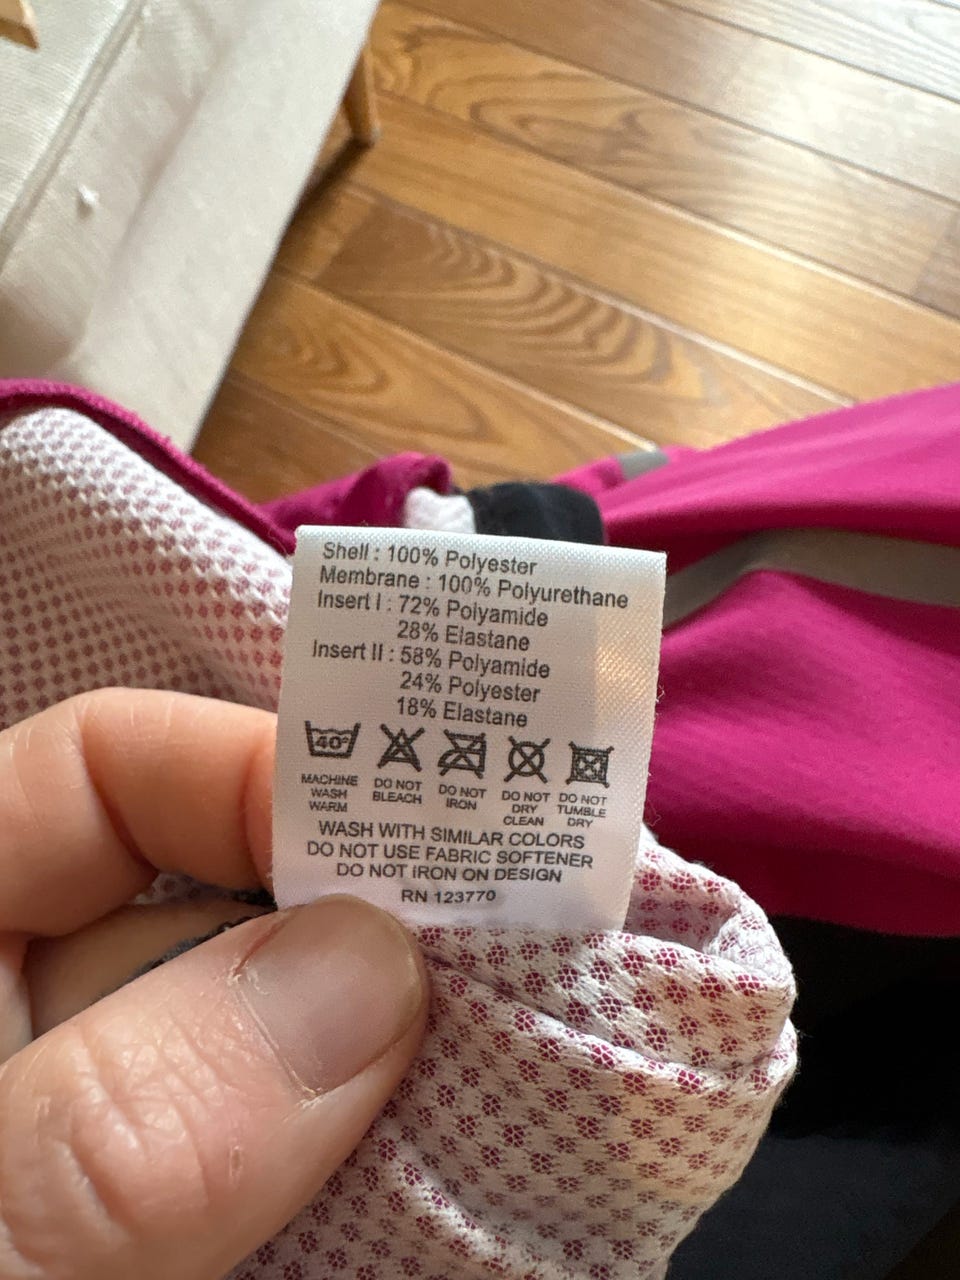 Shell : 100% Polyester
Membrane : 100% Polyurethane
Insert I : 72% Polyamide
28% Elastane
Insert II : 58% Polyamide
24% Polyester
18% Elastane
40°
MACHINE WASH WARM
DO NOT BLEACH
DO NOT IRON
DO NOT DRY CLEAN
DO NOT TUMBLE DRY
WASH WITH SIMILAR COLORS
DO NOT USE FABRIC SOFTENER
DO NOT IRON ON DESIGN
RN 123770